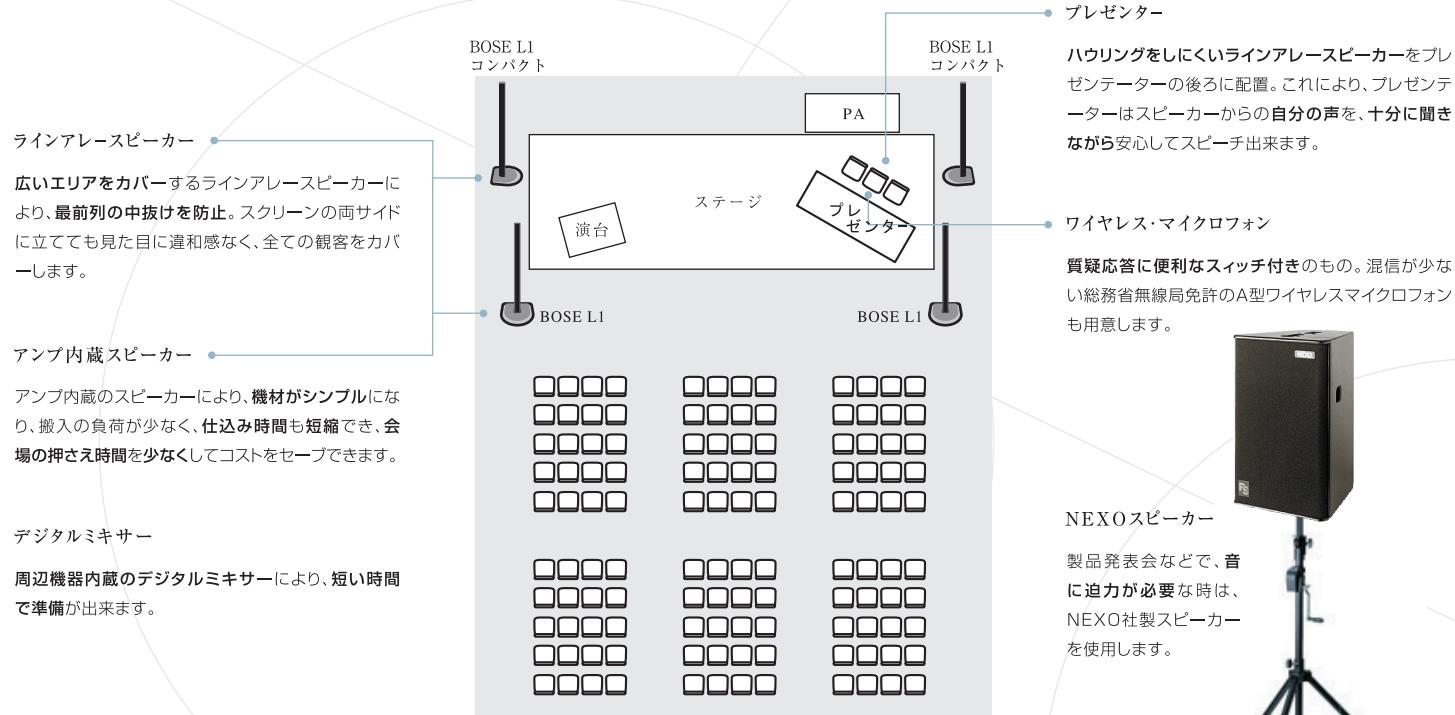 ラインアレースピーカー
広いエリアをカバーするラインアレースピーカーに
より、最前列の中抜けを防止。スクリーンの両サイド
に立てても見た目に違和感なく、全ての観客をカバ
ーします。
アンプ内蔵スピーカー
アンプ内蔵のスピーカーにより、機材がシンプルにな
り、搬入の負荷が少なく、仕込み時間も短縮でき、会
場の押さえ時間を少なくしてコストをセーブできます。
デジタルミキサー
周辺機器内蔵のデジタルミキサーにより、短い時間
で準備が出来ます。
BOSE L1
コンパクト
BOSE L1
コンパクト
PA
ステージ
演台
プレ
ゼンター
BOSE L1
BOSE L1
プレゼンター
ハウリングをしにくいラインアレースピーカーをプレ
ゼンテーターの後ろに配置。これにより、プレゼンテ
ーターはスピーカーからの自分の声を、十分に聞き
ながら安心してスピーチ出来ます。
ワイヤレス・マイクロフォン
質疑応答に便利なスィッチ付きのもの。混信が少な
い総務省無線局免許のA型ワイヤレスマイクロフォン
も用意します。
NEXO
PS
NEXOスピーカー
製品発表会などで、音
に迫力が必要な時は、
NEXO社製スピーカー
を使用します。